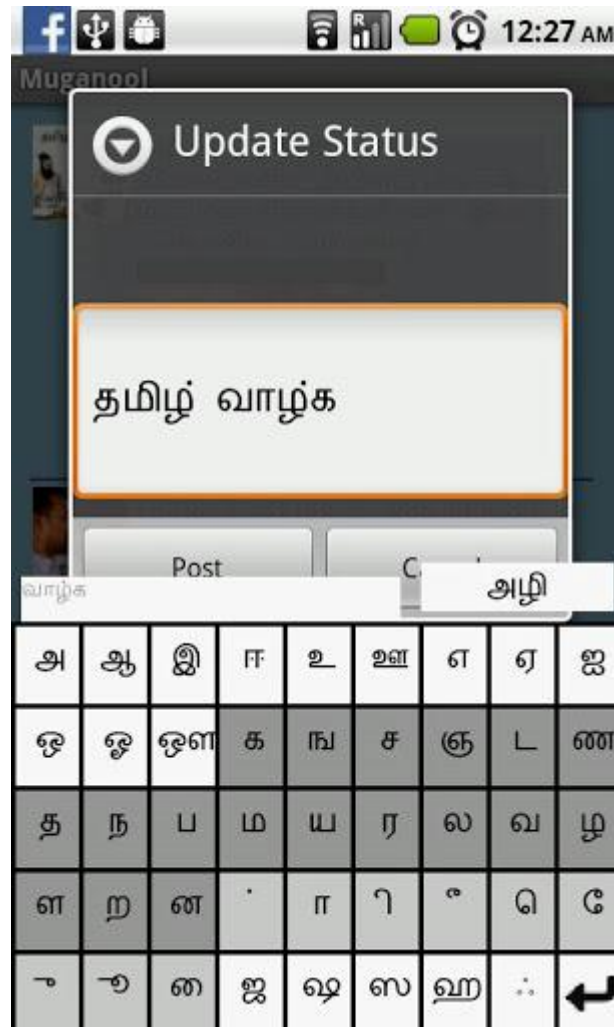 R
12:27 AM
Muganool
Update Status
தமிழ் வாழ்க
Post
வாழ்க
அழி
அ ஆ இ ஈ உ ஊ எ ஏ ஐ
ஒ ஓ ஔ க ங ச ஞ ட ண
த ந ப ம ய ர ல வ ழ
ள ற ன ் ா ி ீ ெ ே
ு ூ ை ஜ ஷ ஸ ஹ ஃ